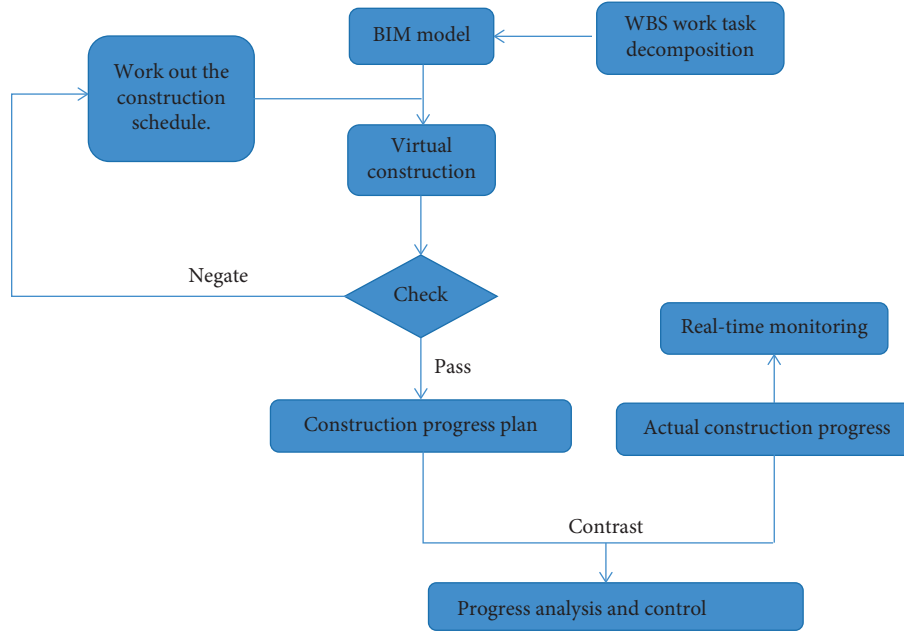 BIM model
WBS work task
decomposition
Work out the
construction
schedule.
Virtual
construction
Negate
Check
Real-time monitoring
Pass
Construction progress plan
Actual construction progress
Contrast
Progress analysis and control